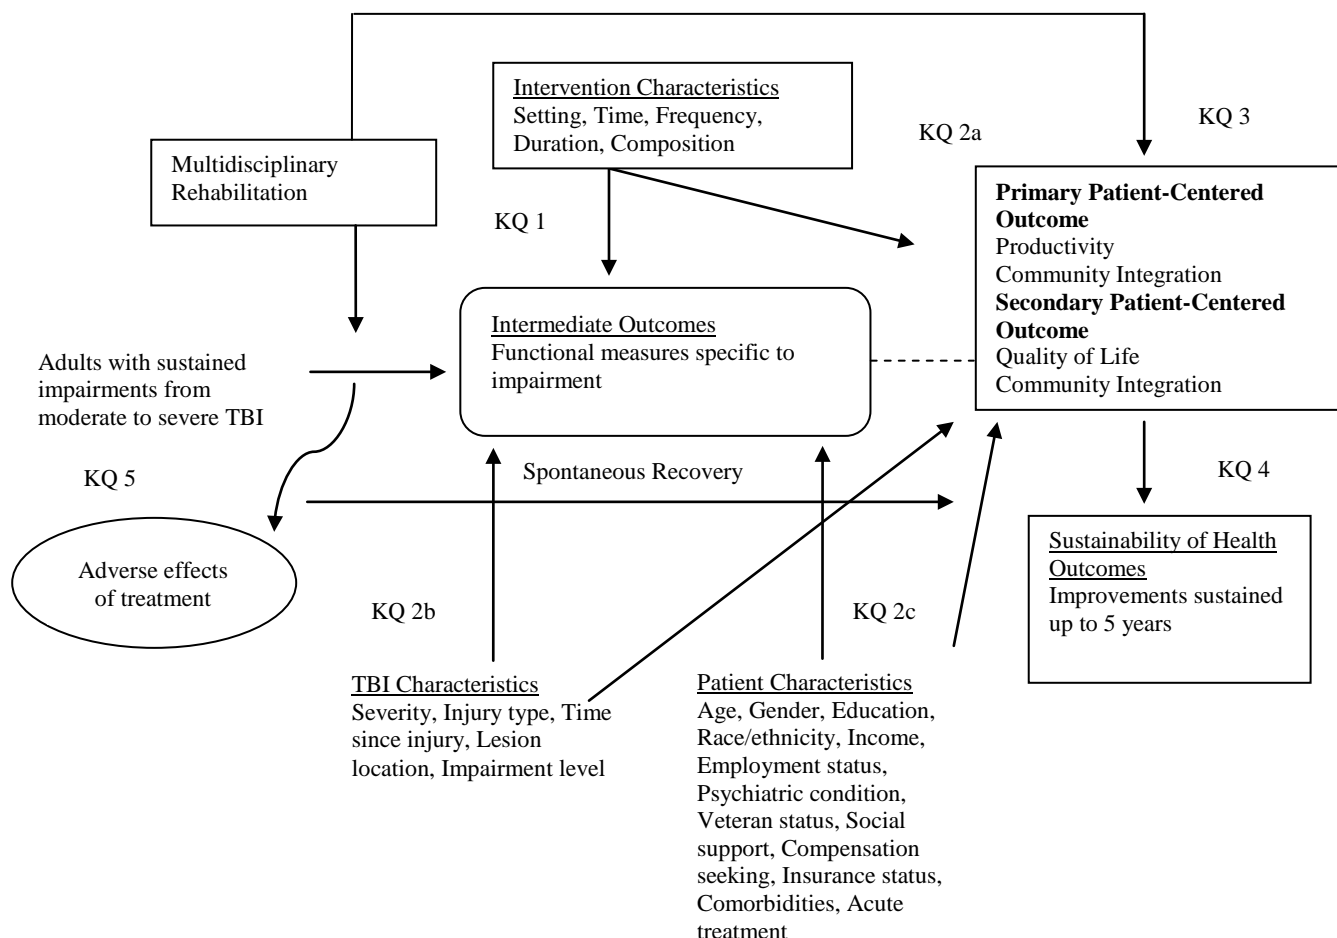 Intervention Characteristics
Setting, Time, Frequency,
Duration, Composition
KQ 2a
KQ 3
Multidisciplinary
Rehabilitation
KQ 1
Primary Patient-Centered
Outcome
Productivity
Community Integration
Secondary Patient-Centered
Outcome
Quality of Life
Community Integration
Intermediate Outcomes
Functional measures specific to
impairment
Adults with sustained
impairments from
moderate to severe TBI
KQ 5
Spontaneous Recovery
KQ 4
Adverse effects
of treatment
Sustainability of Health
Outcomes
Improvements sustained
up to 5 years
KQ 2b
KQ 2c
TBI Characteristics
Severity, Injury type, Time
since injury, Lesion
location, Impairment level
Patient Characteristics
Age, Gender, Education,
Race/ethnicity, Income,
Employment status,
Psychiatric condition,
Veteran status, Social
support, Compensation
seeking, Insurance status,
Comorbidities, Acute
treatment